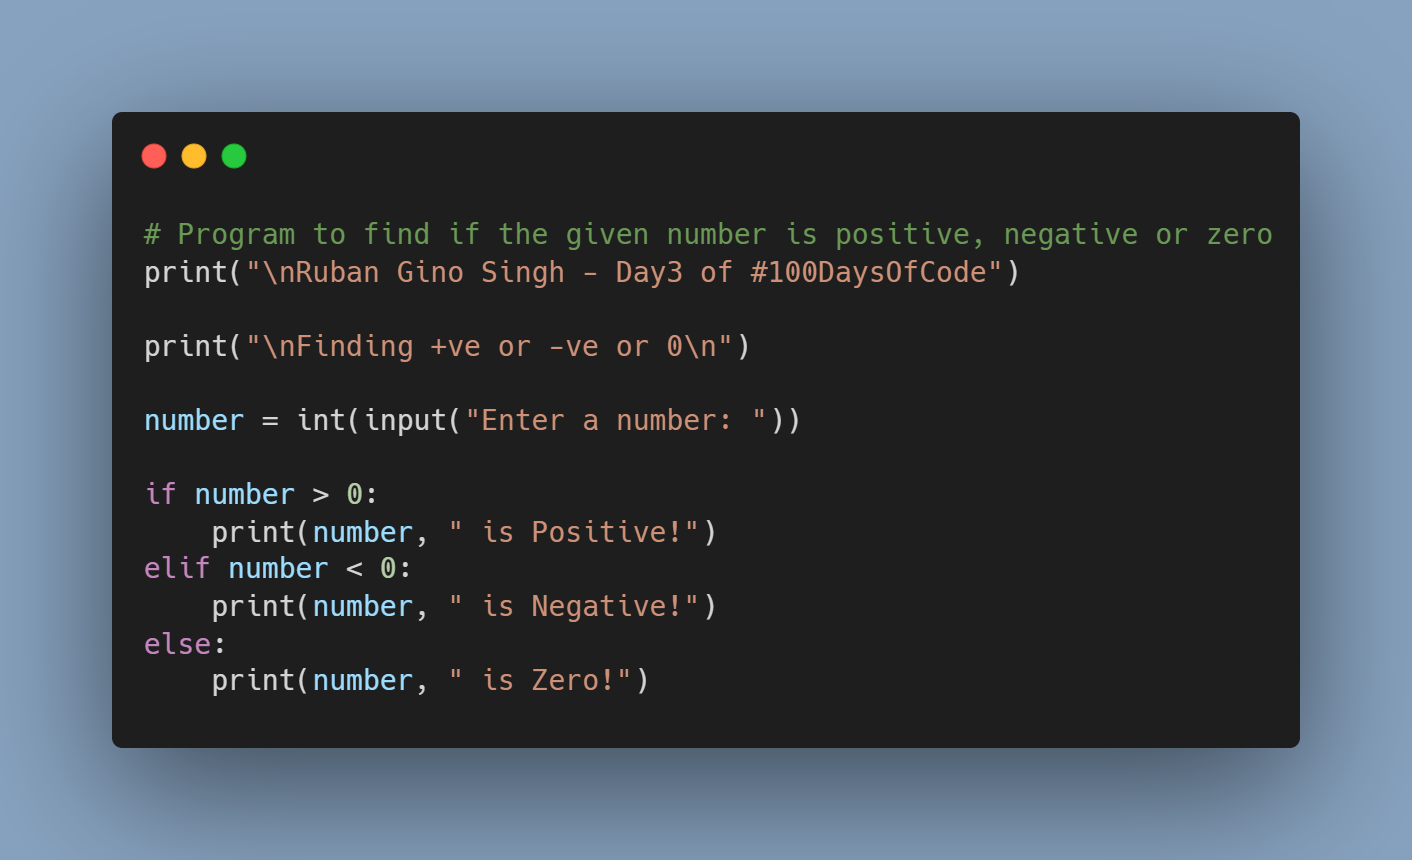 # Program to find if the given number is positive, negative or zero
print("\nRuban Gino Singh - Day3 of #100DaysOfCode")
print("\nFinding +ve or -ve or 0\n")
number = int(input("Enter a number: "))
if number > 0:
    print(number, " is Positive!")
elif number < 0:
    print(number, " is Negative!")
else:
    print(number, " is Zero!")